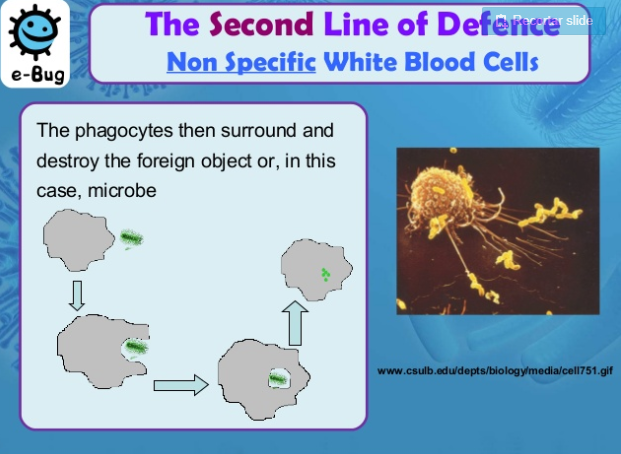 The Second Line of Defence
Recortar slide
Non Specific White Blood Cells
e-Bug
The phagocytes then surround and
destroy the foreign object or, in this
case, microbe
www.csulb.edu/depts/biology/media/cell751.gif